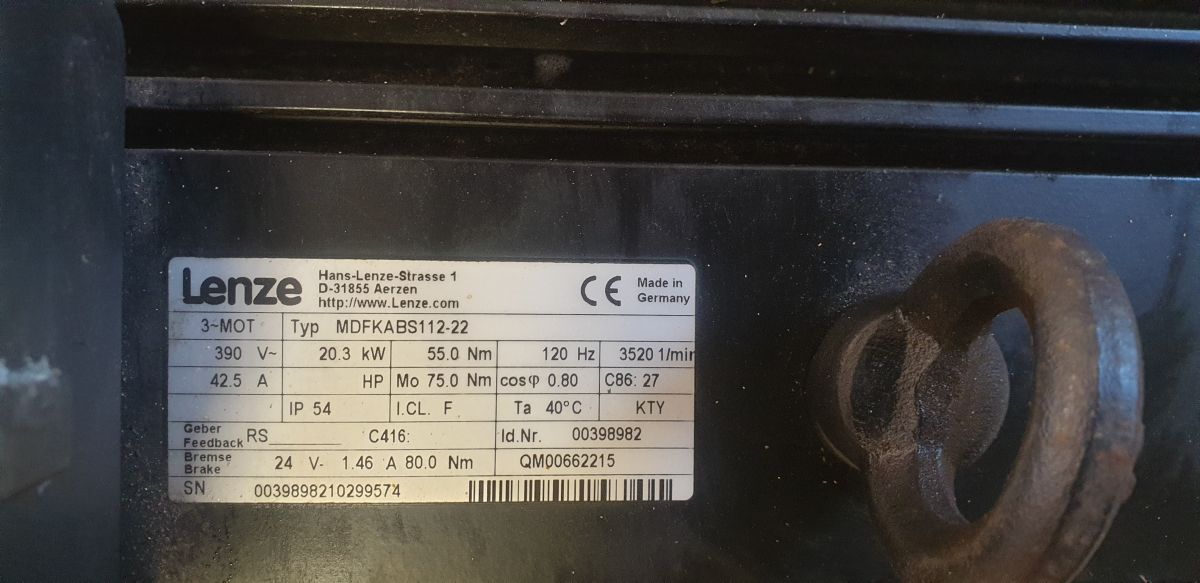 Lenze
Hans-Lenze-Strasse 1
D-31855 Aerzen
http://www.Lenze.com
CE
Made in
Germany
3~MOT Typ MDFKABS112-22
390 V~ 20.3 kW 55.0 Nm 120 Hz 3520 1/min
42.5 A HP Mo 75.0 Nm cosφ 0.80 C86: 27
IP 54 I.CL. F Ta 40°C KTY
Geber
Feedback RS_______ C416: Id.Nr. 00398982
Bremse
Brake 24 V- 1.46 A 80.0 Nm QM00662215
SN 0039898210299574